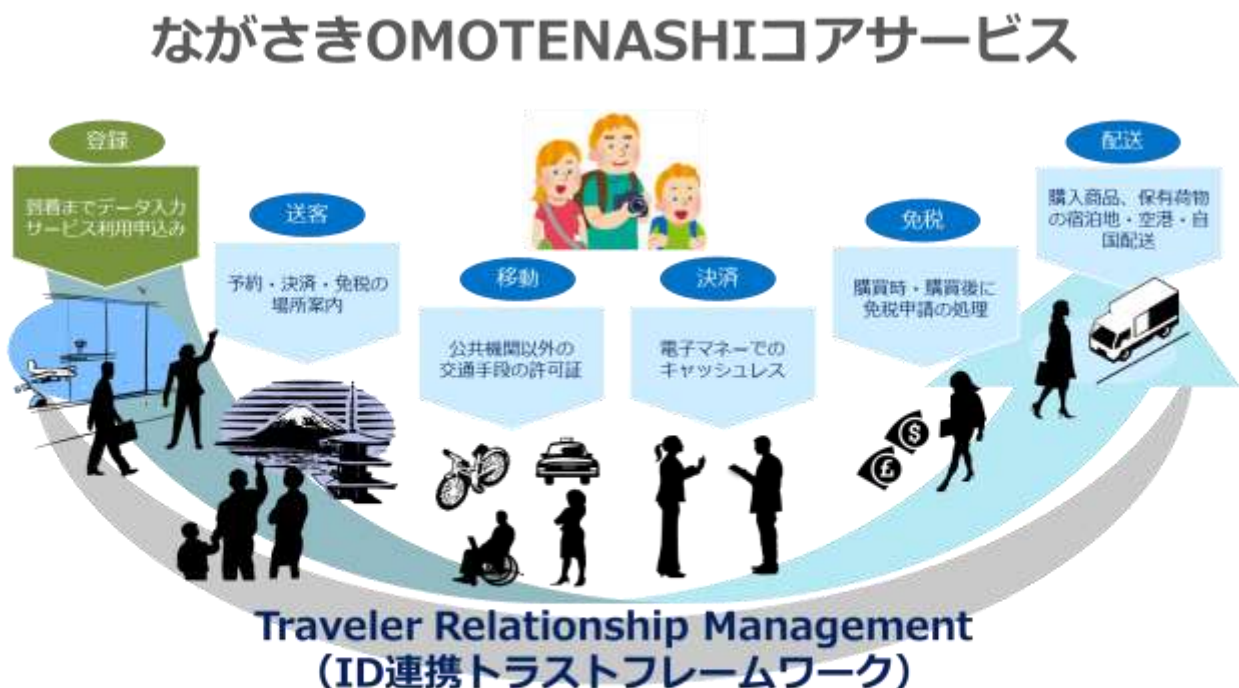 ながさきOMOTENASHIコアサービス
登録
到着までデータ入力
サービス利用申込み
送客
予約・決済・免税の
場所案内
移動
公共機関以外の
交通手段の許可証
決済
電子マネーでの
キャッシュレス
免税
購買時・購買後に
免税申請の処理
配送
購入商品、保有荷物
の宿泊地・空港・自
国配送
$
£
Traveler Relationship Management
（ID連携トラストフレームワーク）